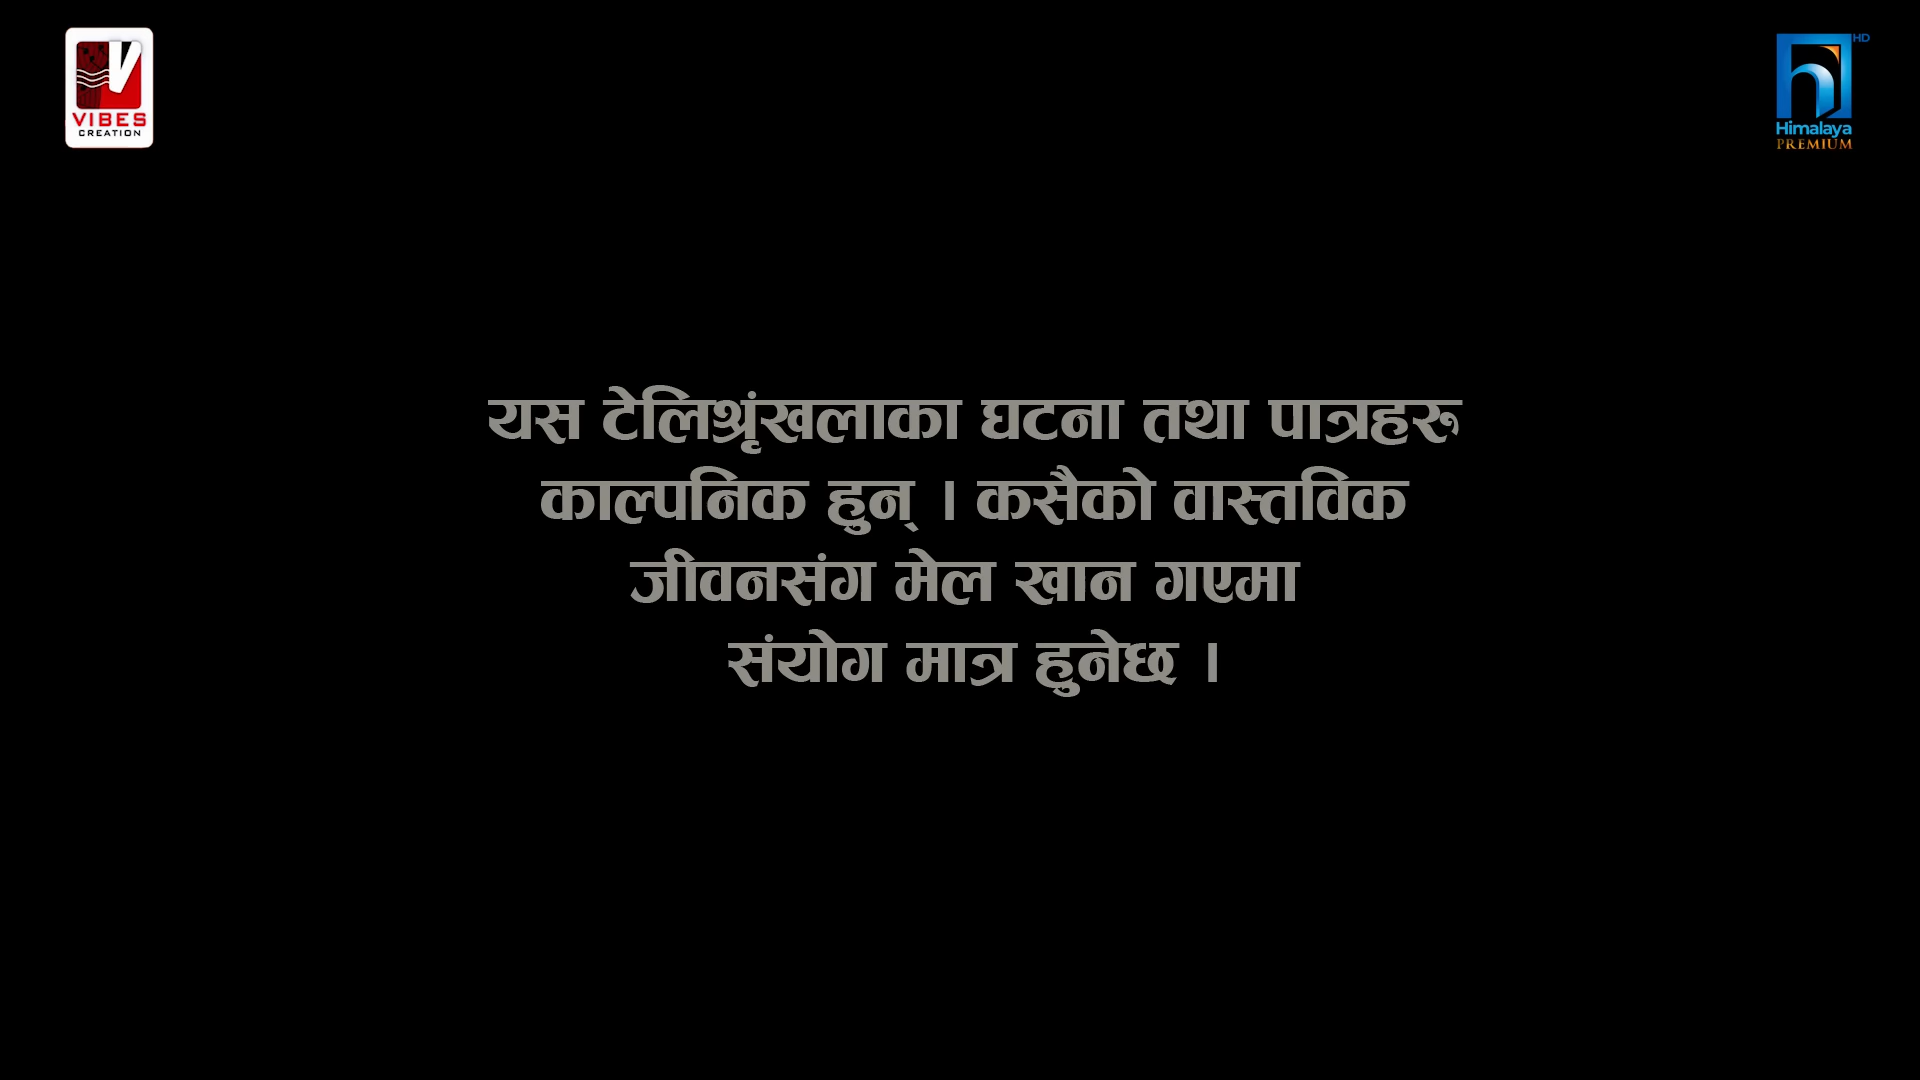 VIBES
CREATION
HD
Himalaya
PREMIUM
यस टेलिश्रृंखलाका घटना तथा पात्रहरु
काल्पनिक हुन् । कसैको वास्तविक
जीवनसंग मेल खान गएमा
संयोग मात्र हुनेछ ।